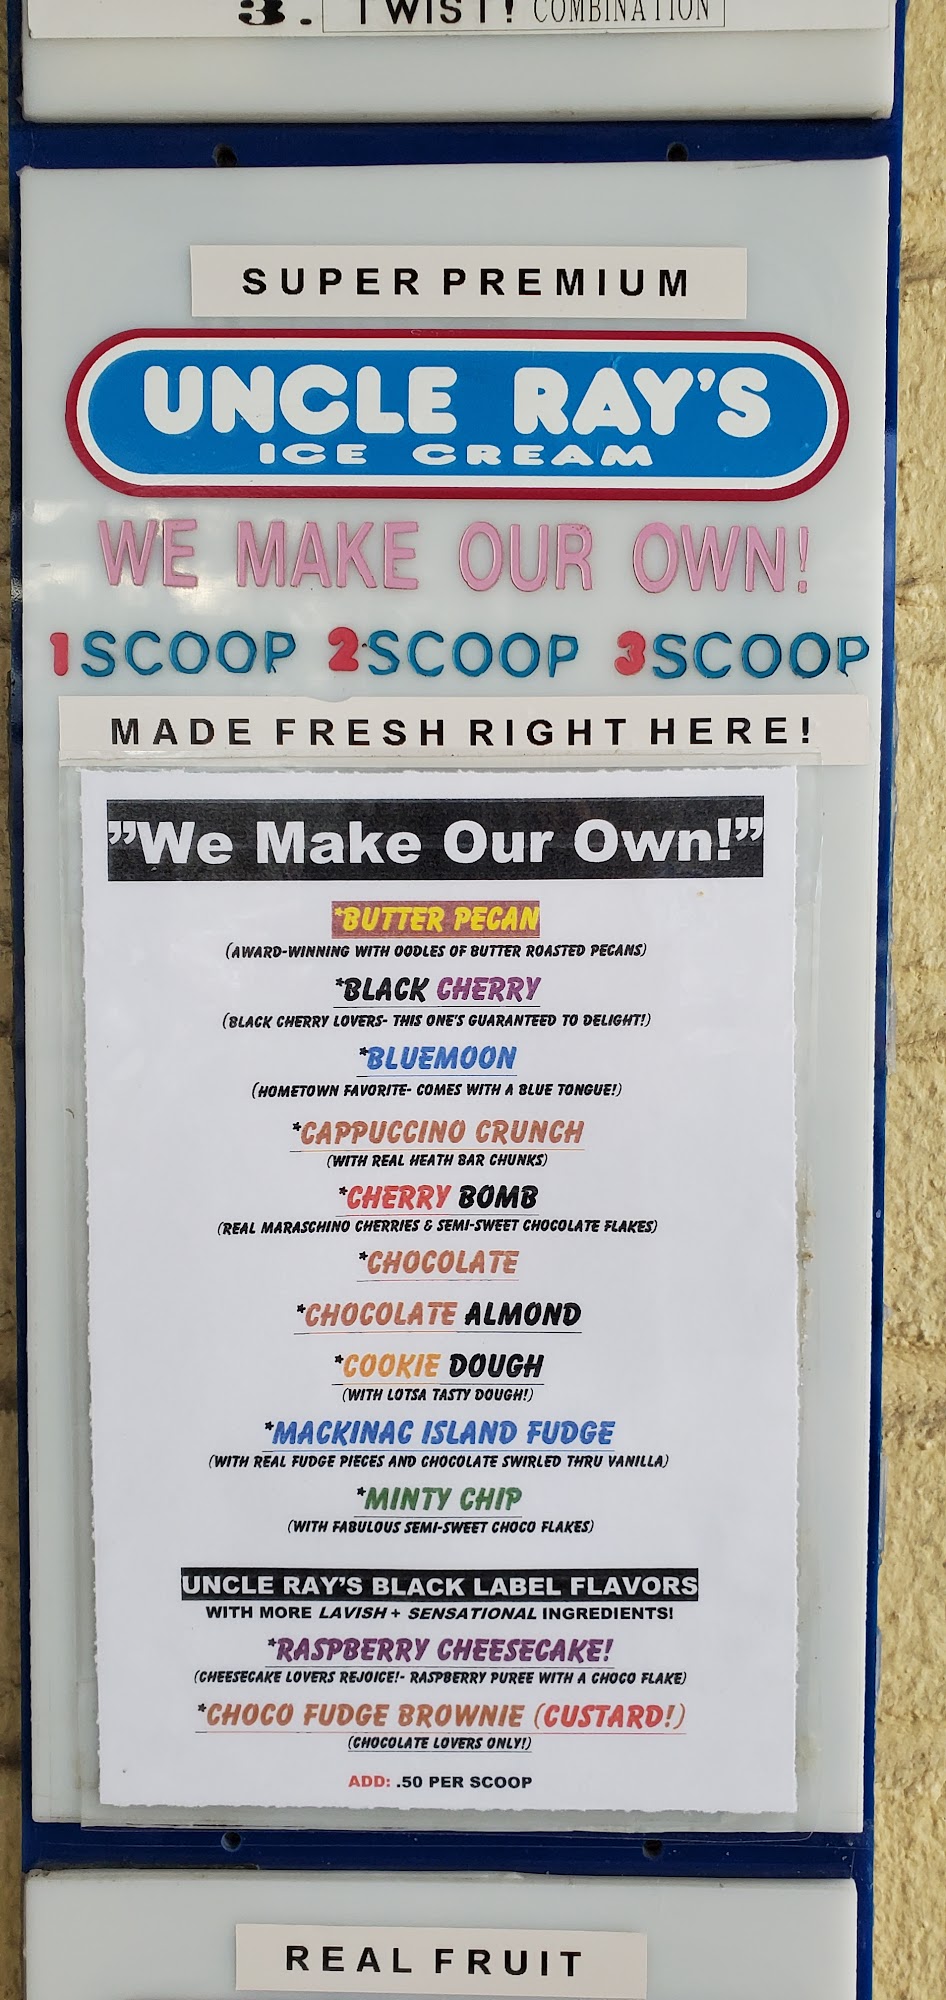 3. TWIST! COMBINATION
SUPER PREMIUM
UNCLE RAY'S
ICE CREAM
WE MAKE OUR OWN!
1 SCOOP 2 SCOOP 3 SCOOP
MADE FRESH RIGHT HERE!
"We Make Our Own!"
*BUTTER PECAN
(AWARD-WINNING WITH OODLES OF BUTTER ROASTED PECANS)
*BLACK CHERRY
(BLACK CHERRY LOVERS- THIS ONE'S GUARANTEED TO DELIGHT!)
*BLUEMOON
(HOMETOWN FAVORITE- COMES WITH A BLUE TONGUE!)
*CAPPUCCINO CRUNCH
(WITH REAL HEATH BAR CHUNKS)
*CHERRY BOMB
(REAL MARASCHINO CHERRIES & SEMI-SWEET CHOCOLATE FLAKES)
*CHOCOLATE
*CHOCOLATE ALMOND
*COOKIE DOUGH
(WITH LOTSA TASTY DOUGH!)
*MACKINAC ISLAND FUDGE
(WITH REAL FUDGE PIECES AND CHOCOLATE SWIRLED THRU VANILLA)
*MINTY CHIP
(WITH FABULOUS SEMI-SWEET CHOCO FLAKES)
UNCLE RAY'S BLACK LABEL FLAVORS
WITH MORE LAVISH + SENSATIONAL INGREDIENTS!
*RASPBERRY CHEESECAKE!
(CHEESECAKE LOVERS REJOICE!- RASPBERRY PUREE WITH A CHOCO FLAKE)
*CHOCO FUDGE BROWNIE (CUSTARD!)
(CHOCOLATE LOVERS ONLY!)
ADD: .50 PER SCOOP
REAL FRUIT